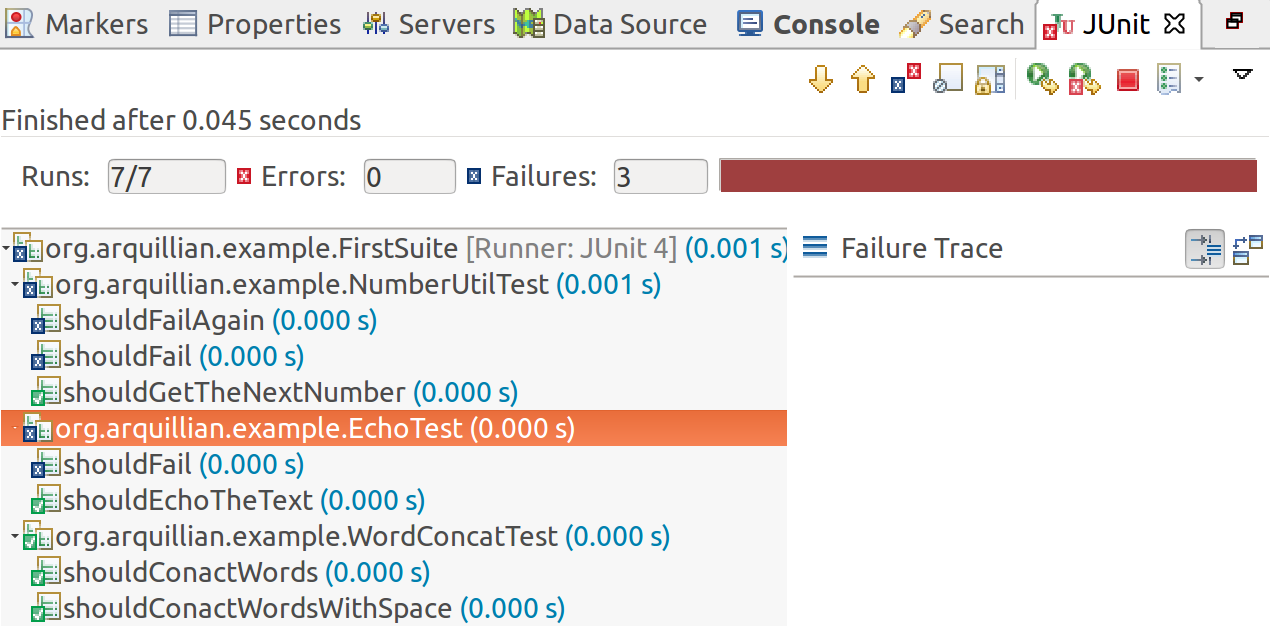 Markers Properties Servers Data Source Console Search JUnit
Finished after 0.045 seconds
Runs: 7/7 Errors: 0 Failures: 3
org.arquillian.example.FirstSuite [Runner: JUnit 4] (0.001 s) Failure Trace
org.arquillian.example.NumberUtilTest (0.001 s)
shouldFailAgain (0.000 s)
shouldFail (0.000 s)
shouldGetTheNextNumber (0.000 s)
org.arquillian.example.EchoTest (0.000 s)
shouldFail (0.000 s)
shouldEchoTheText (0.000 s)
org.arquillian.example.WordConcatTest (0.000 s)
shouldConactWords (0.000 s)
shouldConactWordsWithSpace (0.000 s)